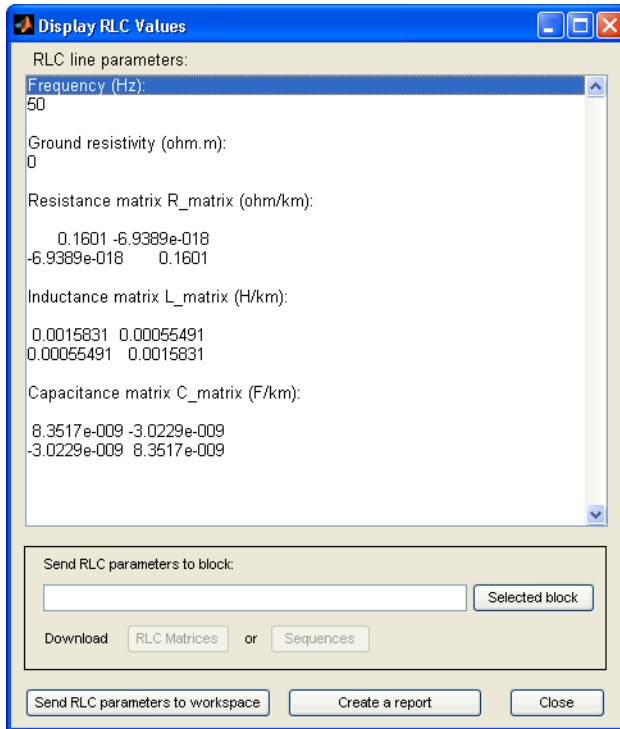 Display RLC Values
RLC line parameters:
Frequency (Hz):
50
Ground resistivity (ohm.m):
0
Resistance matrix R_matrix (ohm/km):
0.1601 -6.9389e-018
-6.9389e-018 0.1601
Inductance matrix L_matrix (H/km):
0.0015831 0.00055491
0.00055491 0.0015831
Capacitance matrix C_matrix (F/km):
8.3517e-009 -3.0229e-009
-3.0229e-009 8.3517e-009
Send RLC parameters to block:
Selected block
Download RLC Matrices or Sequences
Send RLC parameters to workspace Create a report Close